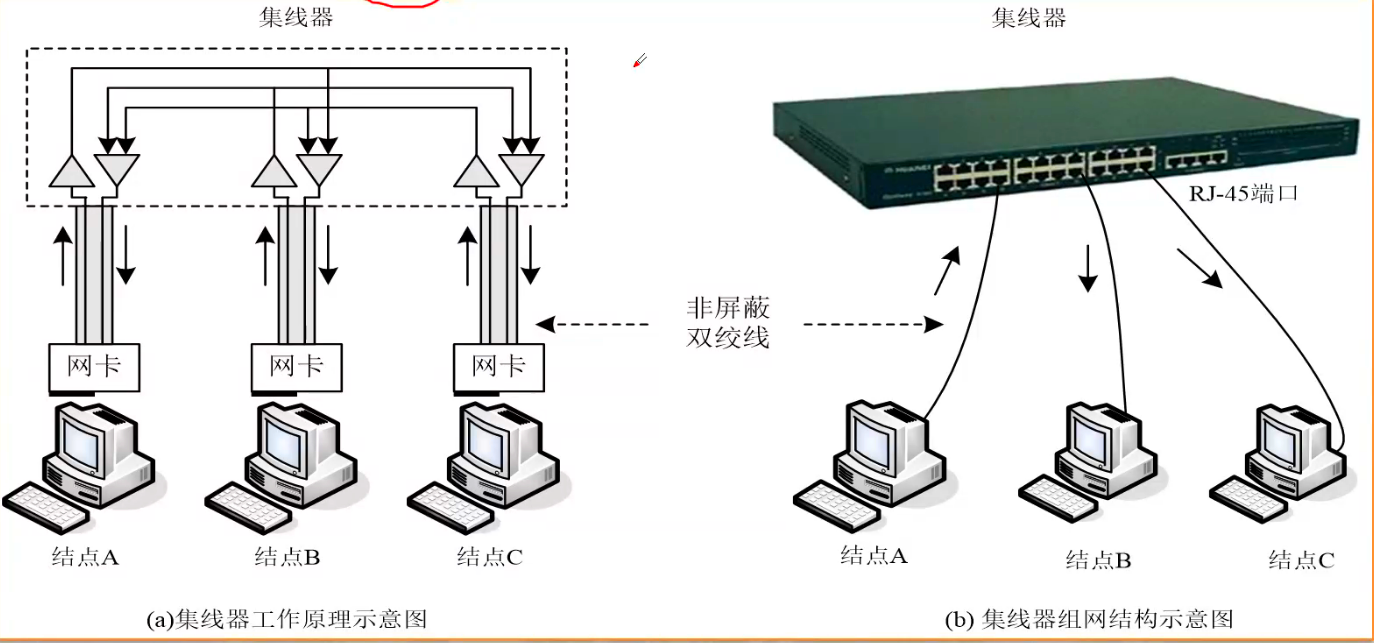 集线器
集线器
RJ-45端口
非屏蔽
双绞线
网卡
网卡
网卡
结点A
结点B
结点C
结点A
结点B
结点C
(a)集线器工作原理示意图
(b) 集线器组网结构示意图